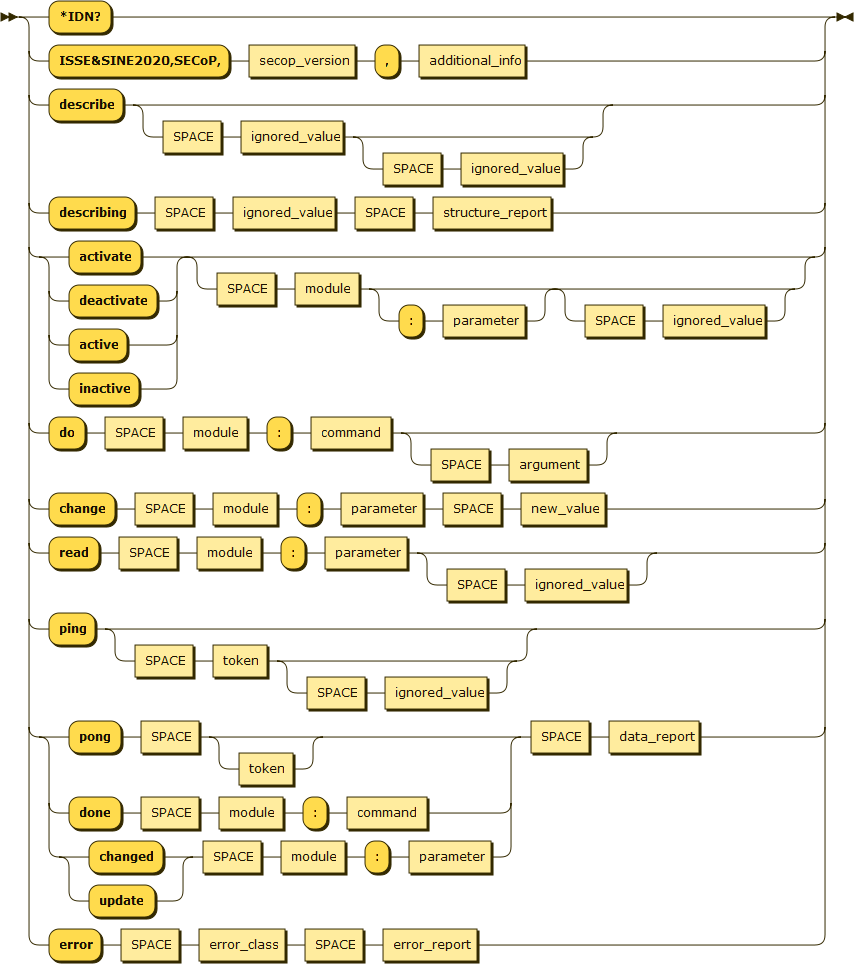 *IDN?
ISSE&SINE2020,SECoP, secop_version , additional_info
describe
SPACE ignored_value
SPACE ignored_value
describing SPACE ignored_value SPACE structure_report
activate
SPACE module
deactivate
: parameter SPACE ignored_value
active
inactive
do SPACE module : command
SPACE argument
change SPACE module : parameter SPACE new_value
read SPACE module : parameter
SPACE ignored_value
ping
SPACE token
SPACE ignored_value
pong SPACE SPACE data_report
token
done SPACE module : command
changed SPACE module : parameter
update
error SPACE error_class SPACE error_report